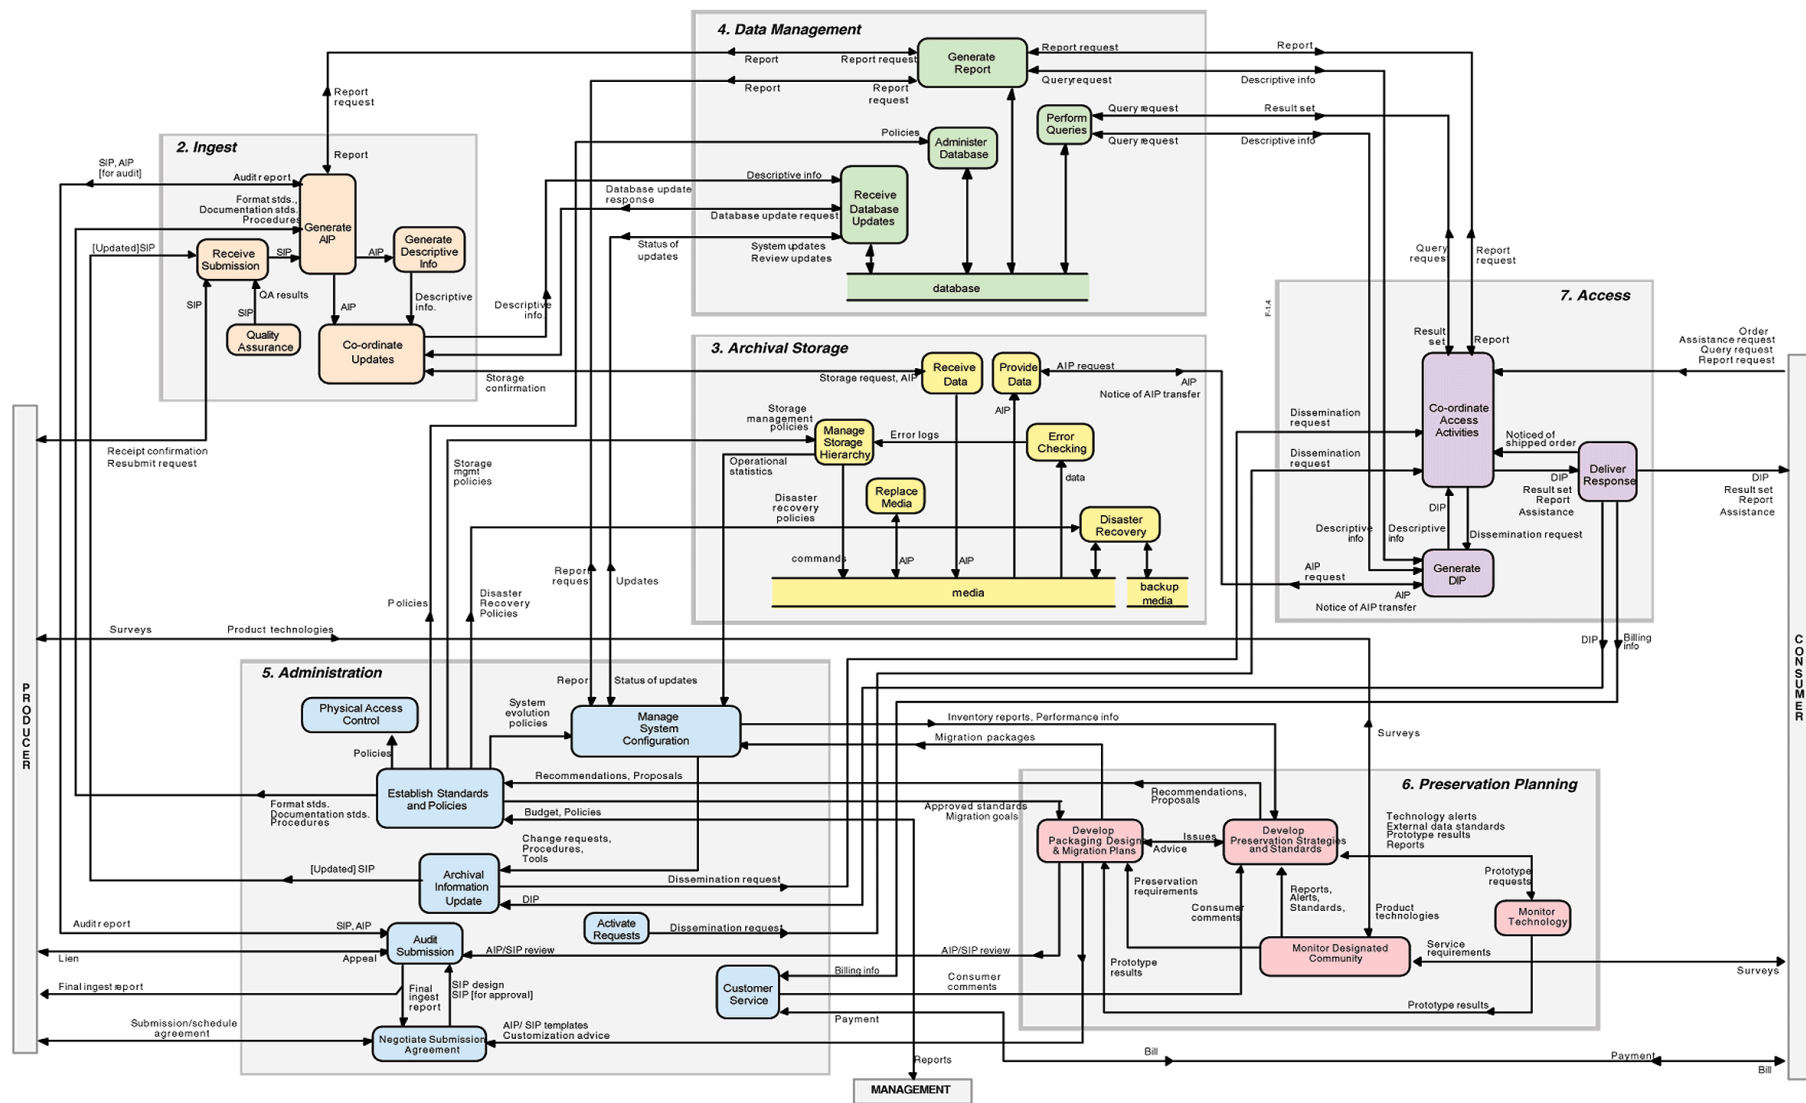 4. Data Management
Generate
Report
Report request
Report
Report
Report request
Query request
Descriptive info
Report
Report
request
Report
request
Query request
Result set
Perform
Queries
Query request
Descriptive info
Policies
Administer
Database
2. Ingest
Report
SIP, AIP
[for audit]
Audit report
Format stds.,
Documentation stds.
Procedures
Generate
AIP
Descriptive info
Database update
response
Database update request
Receive
Database
Updates
Status of
updates
System updates
Review updates
database
[Updated] SIP
Receive
Submission
SIP
AIP
Generate
Descriptive
Info
SIP
QA results
SIP
AIP
Descriptive
info.
Descriptive
info.
Quality
Assurance
Co-ordinate
Updates
Storage
confirmation
Query
request
Report
request
F-1.4
7. Access
Result
set
Report
Order
Assistance request
Query request
Report request
3. Archival Storage
Storage request, AIP
Receive
Data
Provide
Data
AIP request
AIP
Notice of AIP transfer
AIP
Storage
management
policies
Manage
Storage
Hierarchy
Error logs
Error
Checking
Operational
statistics
data
Storage
mgmt
policies
Disaster
recovery
policies
Replace
Media
Disaster
Recovery
commands
AIP
AIP
media
backup
media
Receipt confirmation
Resubmit request
Dissemination
request
Dissemination
request
Co-ordinate
Access
Activities
Noticed of
shipped order
Deliver
Response
DIP
Result set
Report
Assistance
DIP
Result set
Report
Assistance
DIP
Descriptive
info
Descriptive
info
Dissemination request
Generate
DIP
AIP
request
AIP
Notice of AIP transfer
DIP
Billing
info
Report
request
Updates
Policies
Disaster
Recovery
Policies
Surveys
Product technologies
PRODUCER
CONSUMER
5. Administration
Report
Status of updates
Physical Access
Control
System
evolution
policies
Manage
System
Configuration
Inventory reports, Performance info
Migration packages
Surveys
Policies
Establish Standards
and Policies
Recommendations, Proposals
Format stds.
Documentation stds.
Procedures
Budget, Policies
Approved standards
Migration goals
Recommendations,
Proposals
6. Preservation Planning
Develop
Packaging Design
& Migration Plans
Issues
Advice
Develop
Preservation Strategies
and Standards
Technology alerts
External data standards
Prototype results
Reports
Change requests,
Procedures,
Tools
[Updated] SIP
Archival
Information
Update
Dissemination request
DIP
Preservation
requirements
Consumer
comments
Reports,
Alerts,
Standards,
Product
technologies
Prototype
requests
Monitor
Technology
Audit report
SIP, AIP
Audit
Submission
Lien
Appeal
Activate
Requests
Dissemination request
AIP/SIP review
AIP/SIP review
Monitor Designated
Community
Service
requirements
Surveys
Prototype
results
Final ingest report
Final
ingest
report
SIP design
SIP [for approval]
Customer
Service
Billing info
Consumer
comments
Payment
Prototype results
Submission/schedule
agreement
Negotiate Submission
Agreement
AIP/ SIP templates
Customization advice
Reports
Bill
Payment
Bill
MANAGEMENT